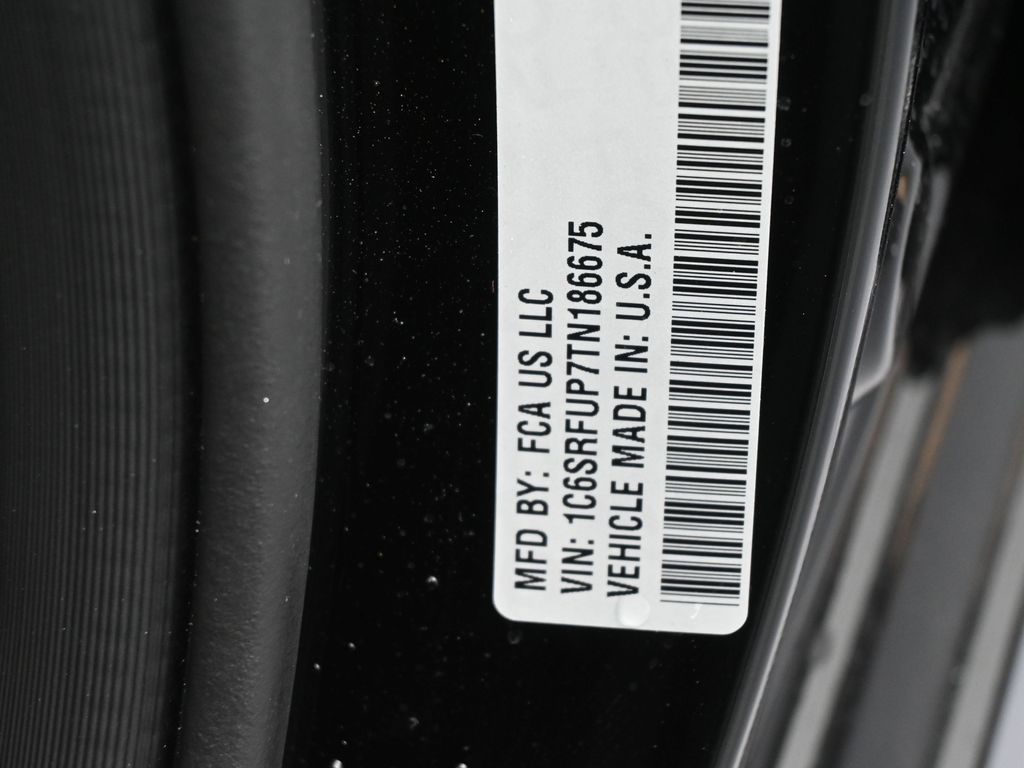 MFD BY: FCA US LLC
VIN: 1C6SRFUP7TN186675
VEHICLE MADE IN: U.S.A.